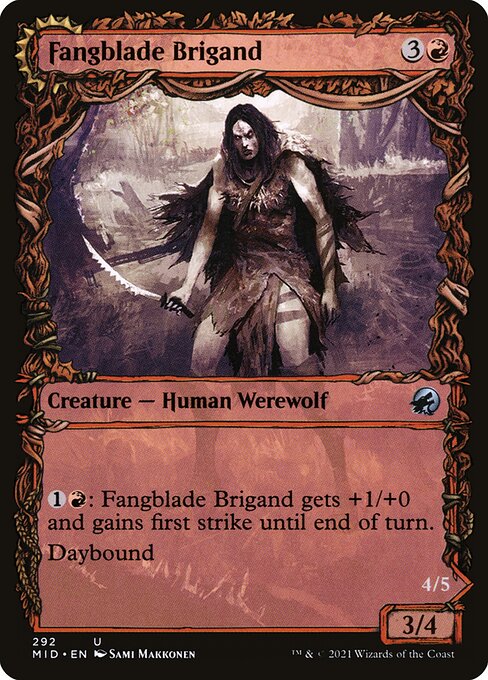 Fangblade Brigand 3
Creature — Human Werewolf
1: Fangblade Brigand gets +1/+0
and gains first strike until end of turn.
Daybound
4/5
3/4
292 U
MID • EN Sami Makkonen
™ & © 2021 Wizards of the Coast